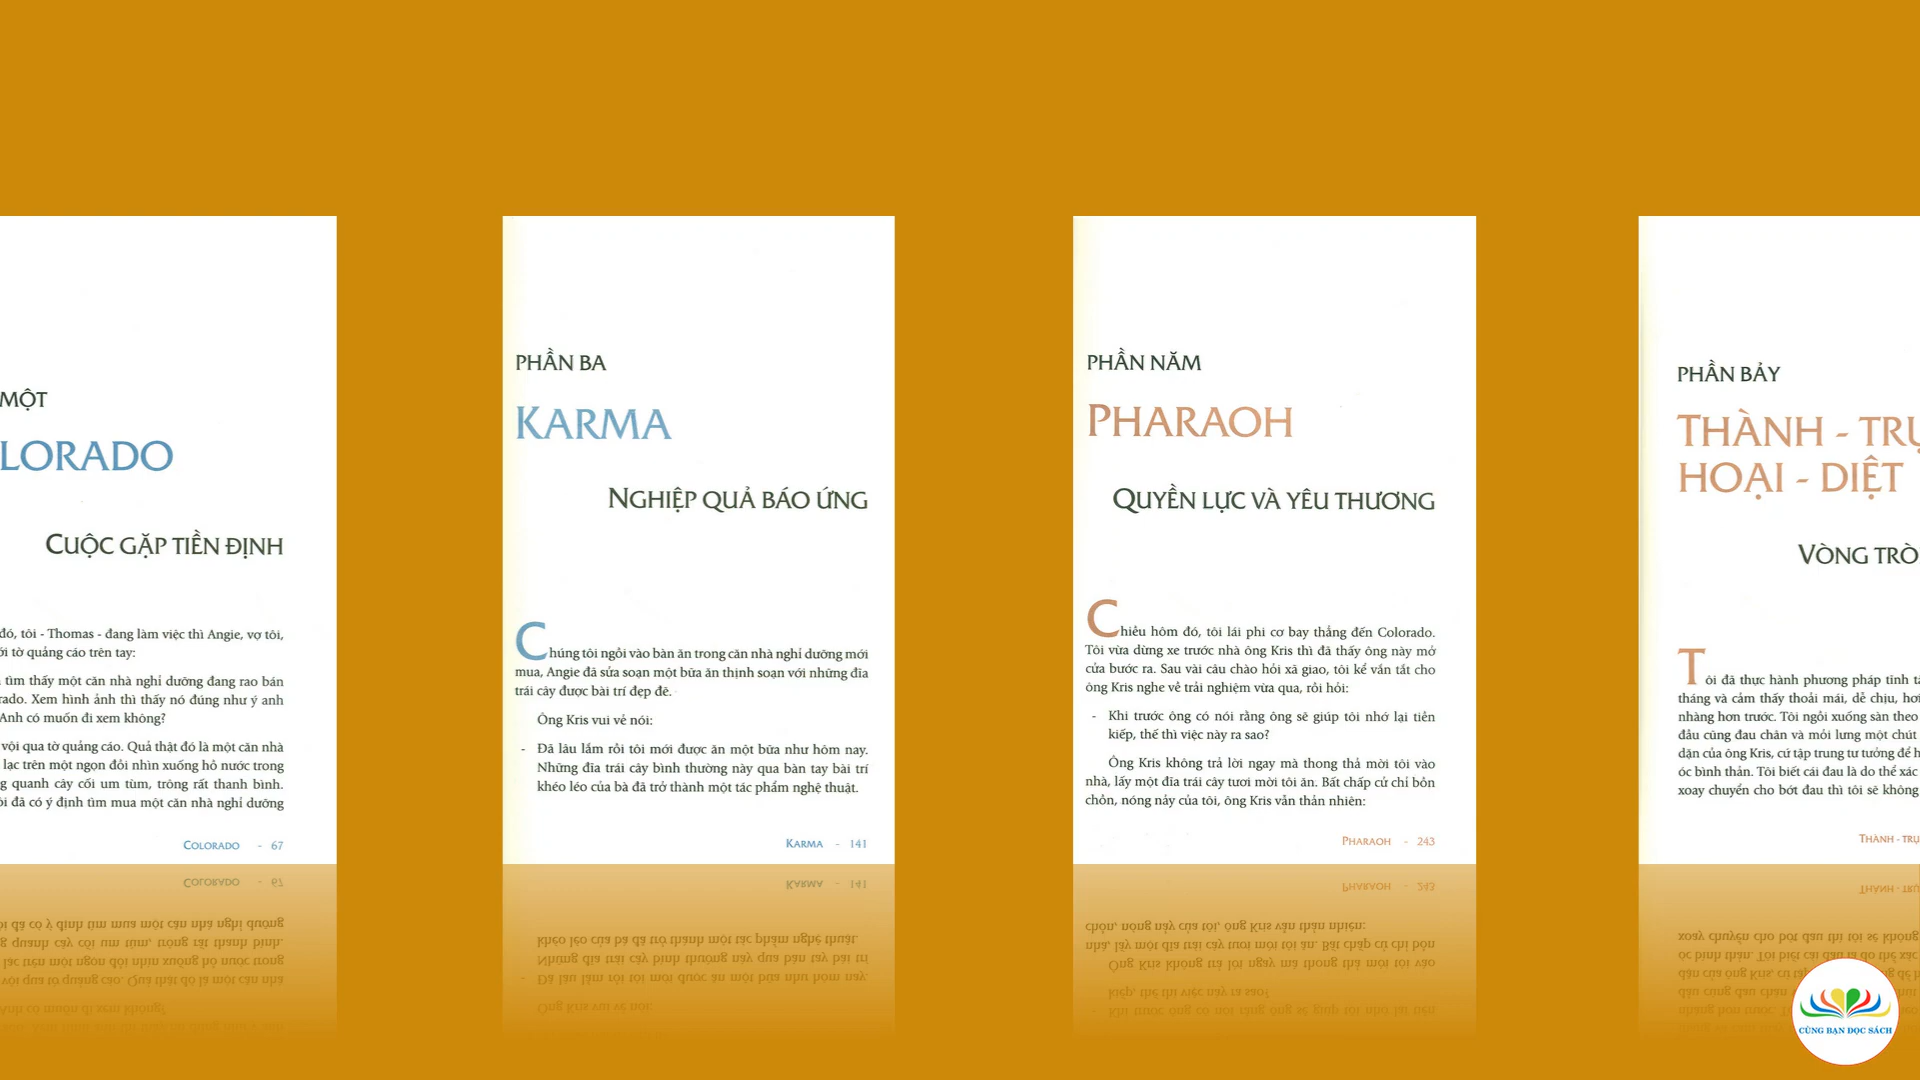 MỘT
LORADO
CUỘC GẶP TIỀN ĐỊNH
đó, tôi - Thomas - đang làm việc thì Angie, vợ tôi,
tờ quảng cáo trên tay:
tìm thấy một căn nhà nghỉ dưỡng đang rao bán
Xem hình ảnh thì thấy nó đúng như ý anh
Anh có muốn đi xem không?
vội qua tờ quảng cáo. Quả thật đó là một căn nhà
lạc trên một ngọn đồi nhìn xuống hồ nước trong
quanh cây cối um tùm, trông rất thanh bình.
đã có ý định tìm mua một căn nhà nghỉ dưỡng
COLORADO - 67
PHẦN BA
KARMA
NGHIỆP QUẢ BÁO ỨNG
Chúng tôi ngồi vào bàn ăn trong căn nhà nghỉ dưỡng mới
mua, Angie đã sửa soạn một bữa ăn thịnh soạn với những đĩa
trái cây được bài trí đẹp đẽ.
Ông Kris vui vẻ nói:
- Đã lâu lắm rồi tôi mới được ăn một bữa như hôm nay.
Những đĩa trái cây bình thường này qua bàn tay bài trí
khéo léo của bà đã trở thành một tác phẩm nghệ thuật.
KARMA - 141
PHẦN NĂM
PHARAOH
QUYỀN LỰC VÀ YÊU THƯƠNG
Chiều hôm đó, tôi lái phi cơ bay thẳng đến Colorado.
Tôi vừa dừng xe trước nhà ông Kris thì đã thấy ông này mở
cửa bước ra. Sau vài câu chào hỏi xã giao, tôi kể vắn tắt cho
ông Kris nghe về trải nghiệm vừa qua, rồi hỏi:
- Khi trước ông có nói rằng ông sẽ giúp tôi nhớ lại tiền
kiếp, thế thì việc này ra sao?
Ông Kris không trả lời ngay mà thong thả mời tôi vào
nhà, lấy một đĩa trái cây tươi mời tôi ăn. Bất chấp cử chỉ bồn
chồn, nóng nảy của tôi, ông Kris vẫn thản nhiên:
PHARAOH - 243
PHẦN BẢY
THÀNH - TRỤ
HOẠI - DIỆT
VÒNG TRÒ
Tôi đã thực hành phương pháp tĩnh
tháng và cảm thấy thoải mái, dễ chịu,
nhàng hơn trước. Tôi ngồi xuống sàn theo
đầu cũng đau chân và mỏi lưng một chút
dặn của ông Kris, cứ tập trung tư tưởng để
óc bình thản. Tôi biết cái đau là do thể xác
xoay chuyển cho bớt đau thì tôi sẽ không
THÀNH - TRỤ
CÙNG BẠN ĐỌC SÁCH